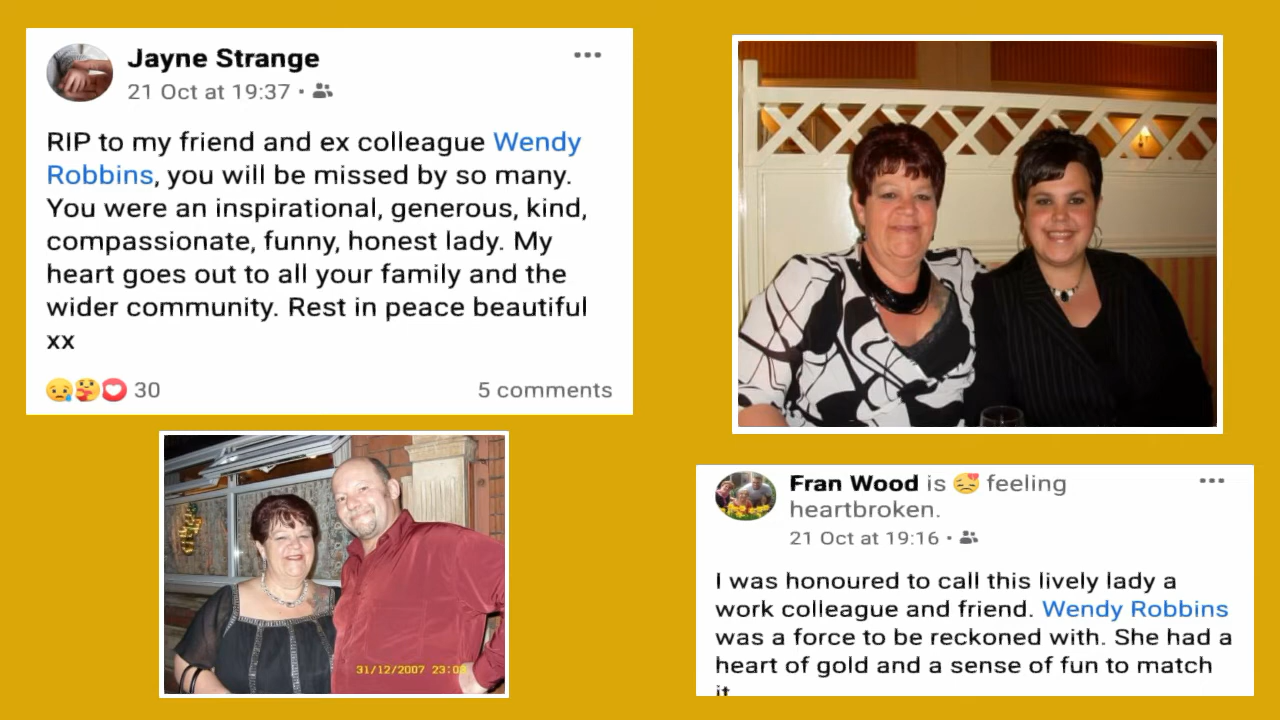 Jayne Strange
21 Oct at 19:37 •
RIP to my friend and ex colleague Wendy
Robbins, you will be missed by so many.
You were an inspirational, generous, kind,
compassionate, funny, honest lady. My
heart goes out to all your family and the
wider community. Rest in peace beautiful
xx
30 5 comments
31/12/2007 23:08
Fran Wood is feeling
heartbroken.
21 Oct at 19:16 •
I was honoured to call this lively lady a
work colleague and friend. Wendy Robbins
was a force to be reckoned with. She had a
heart of gold and a sense of fun to match
it